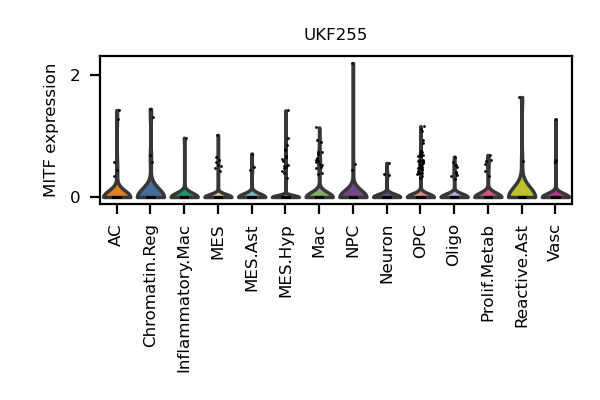 UKF255
MITF expression
2
0
AC
Chromatin.Reg
Inflammatory.Mac
MES
MES.Ast
MES.Hyp
Mac
NPC
Neuron
OPC
Oligo
Prolif.Metab
Reactive.Ast
Vasc